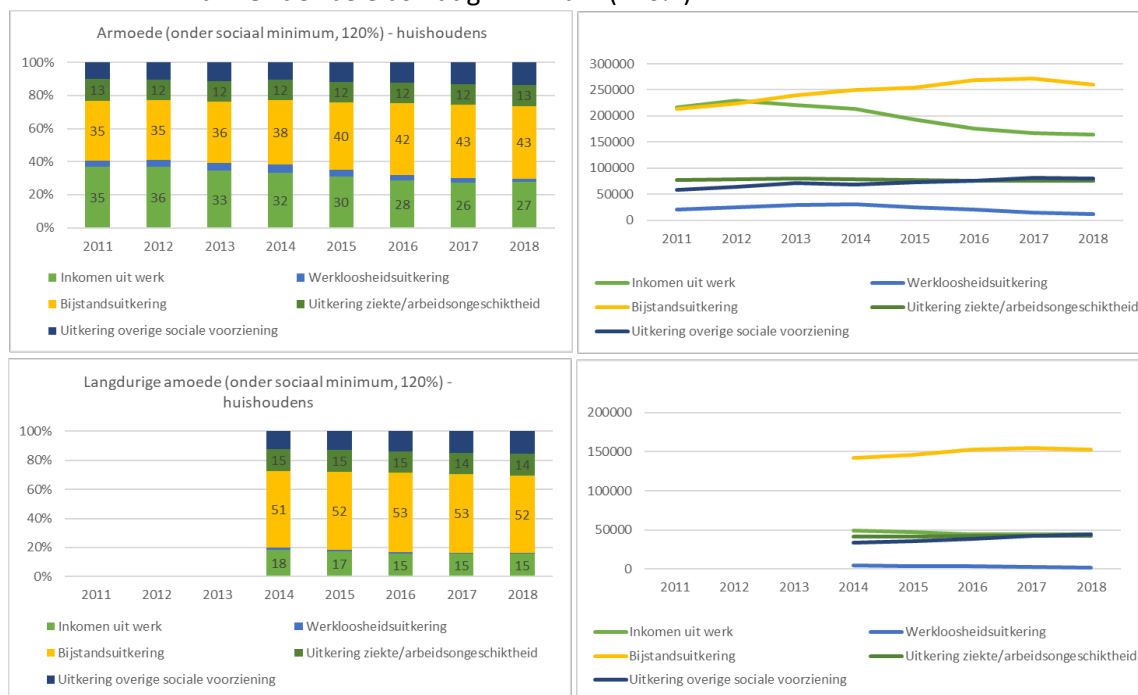 Armoede (onder sociaal minimum, 120%) - huishoudens
100%
80%
60%
40%
20%
0%
13 12 12 12 12 12 12 13
35 35 36 38 40 42 43 43
35 36 33 32 30 28 26 27
2011 2012 2013 2014 2015 2016 2017 2018
Inkomen uit werk Werkloosheidsuitkering
Bijstandsuitkering Uitkering ziekte/arbeidsongeschiktheid
Uitkering overige sociale voorziening
300000
250000
200000
150000
100000
50000
0
2011 2012 2013 2014 2015 2016 2017 2018
Inkomen uit werk Werkloosheidsuitkering
Bijstandsuitkering Uitkering ziekte/arbeidsongeschiktheid
Uitkering overige sociale voorziening
Langdurige amoede (onder sociaal minimum, 120%) -
huishoudens
100%
80%
60%
40%
20%
0%
15 15 15 14 14
51 52 53 53 52
18 17 15 15 15
2011 2012 2013 2014 2015 2016 2017 2018
Inkomen uit werk Werkloosheidsuitkering
Bijstandsuitkering Uitkering ziekte/arbeidsongeschiktheid
Uitkering overige sociale voorziening
200000
150000
100000
50000
0
2011 2012 2013 2014 2015 2016 2017 2018
Inkomen uit werk Werkloosheidsuitkering
Bijstandsuitkering Uitkering ziekte/arbeidsongeschiktheid
Uitkering overige sociale voorziening